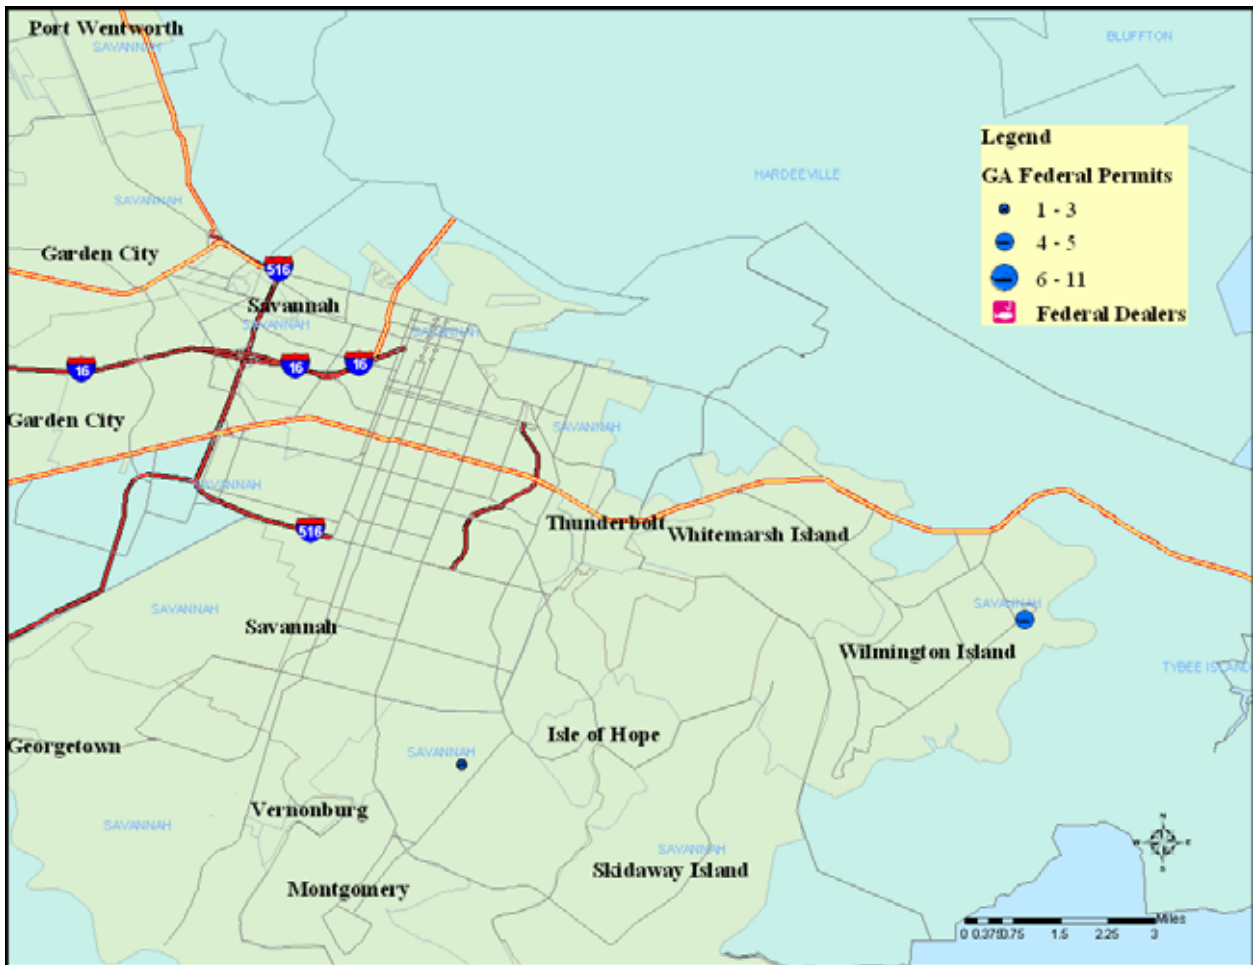 Port Wentworth
SAVANNAH
BLUFFTON
Legend
GA Federal Permits
1 - 3
4 - 5
6 - 11
Federal Dealers
HARDEEVILLE
SAVANNAH
Garden City
516
Savannah
SAVANNAH
SAVANNAH
16
16
16
Garden City
SAVANNAH
SAVANNAH
516
Thunderbolt
Whitemarsh Island
SAVANNAH
SAVANNAH
Savannah
Wilmington Island
TYBEE ISLAND
Isle of Hope
Georgetown
SAVANNAH
Vernonburg
SAVANNAH
SAVANNAH
Skidaway Island
Montgomery
N
W E
S
Miles
0 0.375 0.75 1.5 2.25 3